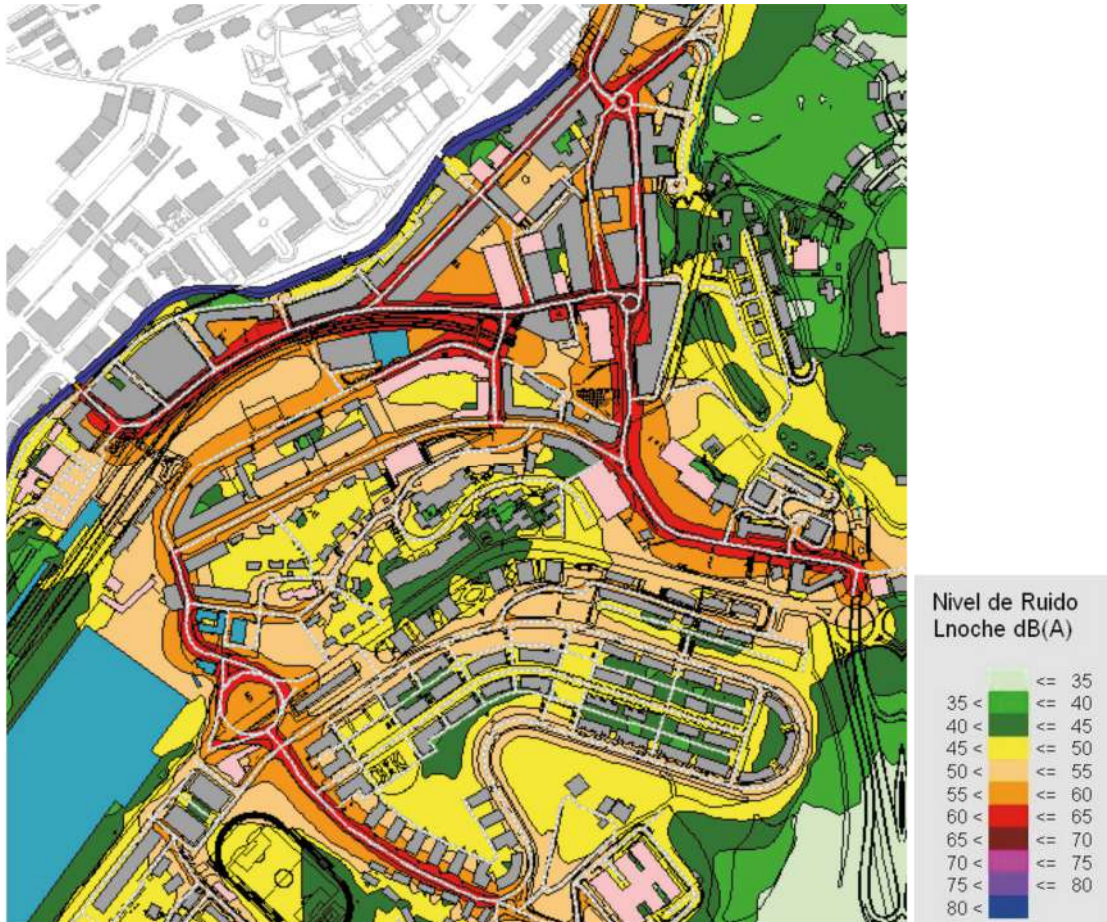 Nivel de Ruido
Lnoche dB(A)
<= 35
35 < <= 40
40 < <= 45
45 < <= 50
50 < <= 55
55 < <= 60
60 < <= 65
65 < <= 70
70 < <= 75
75 < <= 80
80 <